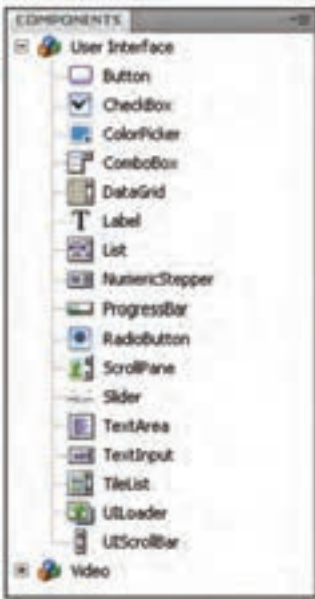 COMPONENTS
User Interface
Button
CheckBox
ColorPicker
ComboBox
DataGrid
Label
List
NumericStepper
ProgressBar
RadioButton
ScrollPane
Slider
TextArea
TextInput
TileList
UILoader
UIScrollBar
Video